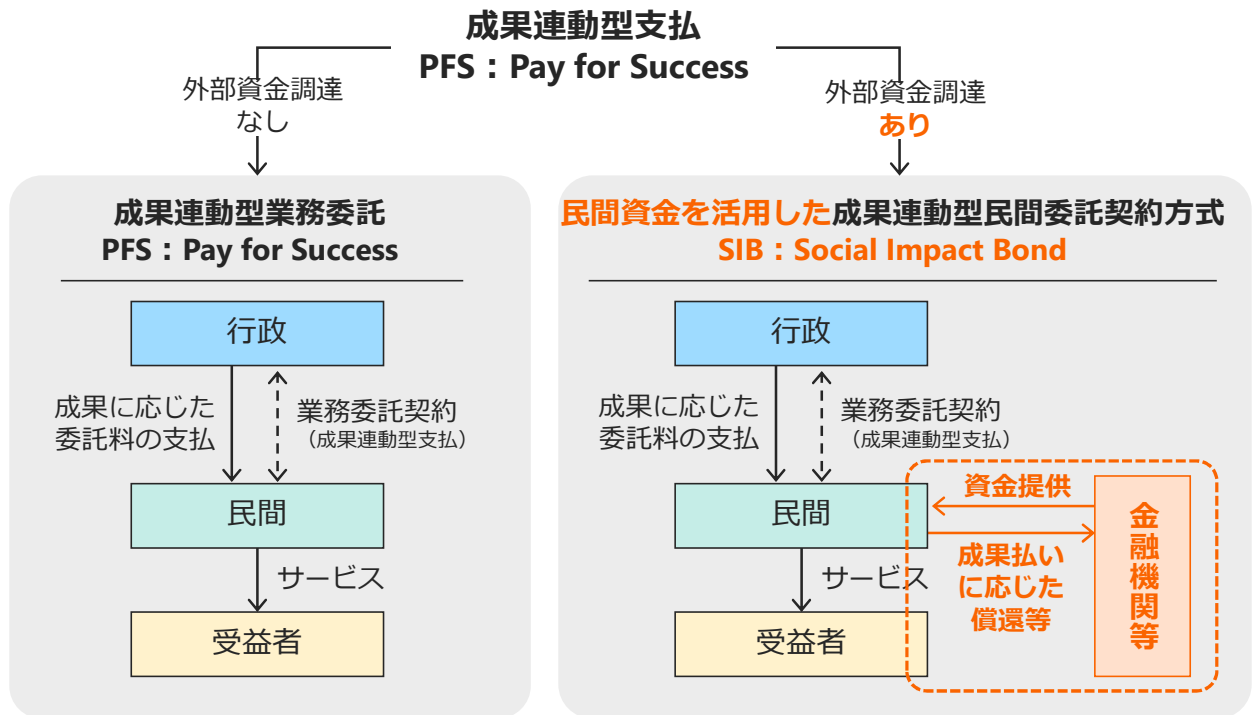 成果連動型支払
PFS：Pay for Success
外部資金調達
なし
外部資金調達
あり
成果連動型業務委託
PFS：Pay for Success
行政
成果に応じた
委託料の支払
業務委託契約
（成果連動型支払）
民間
サービス
受益者
民間資金を活用した成果連動型民間委託契約方式
SIB：Social Impact Bond
行政
成果に応じた
委託料の支払
業務委託契約
（成果連動型支払）
民間
資金提供
成果払い
に応じた
償還等
金融機関等
サービス
受益者